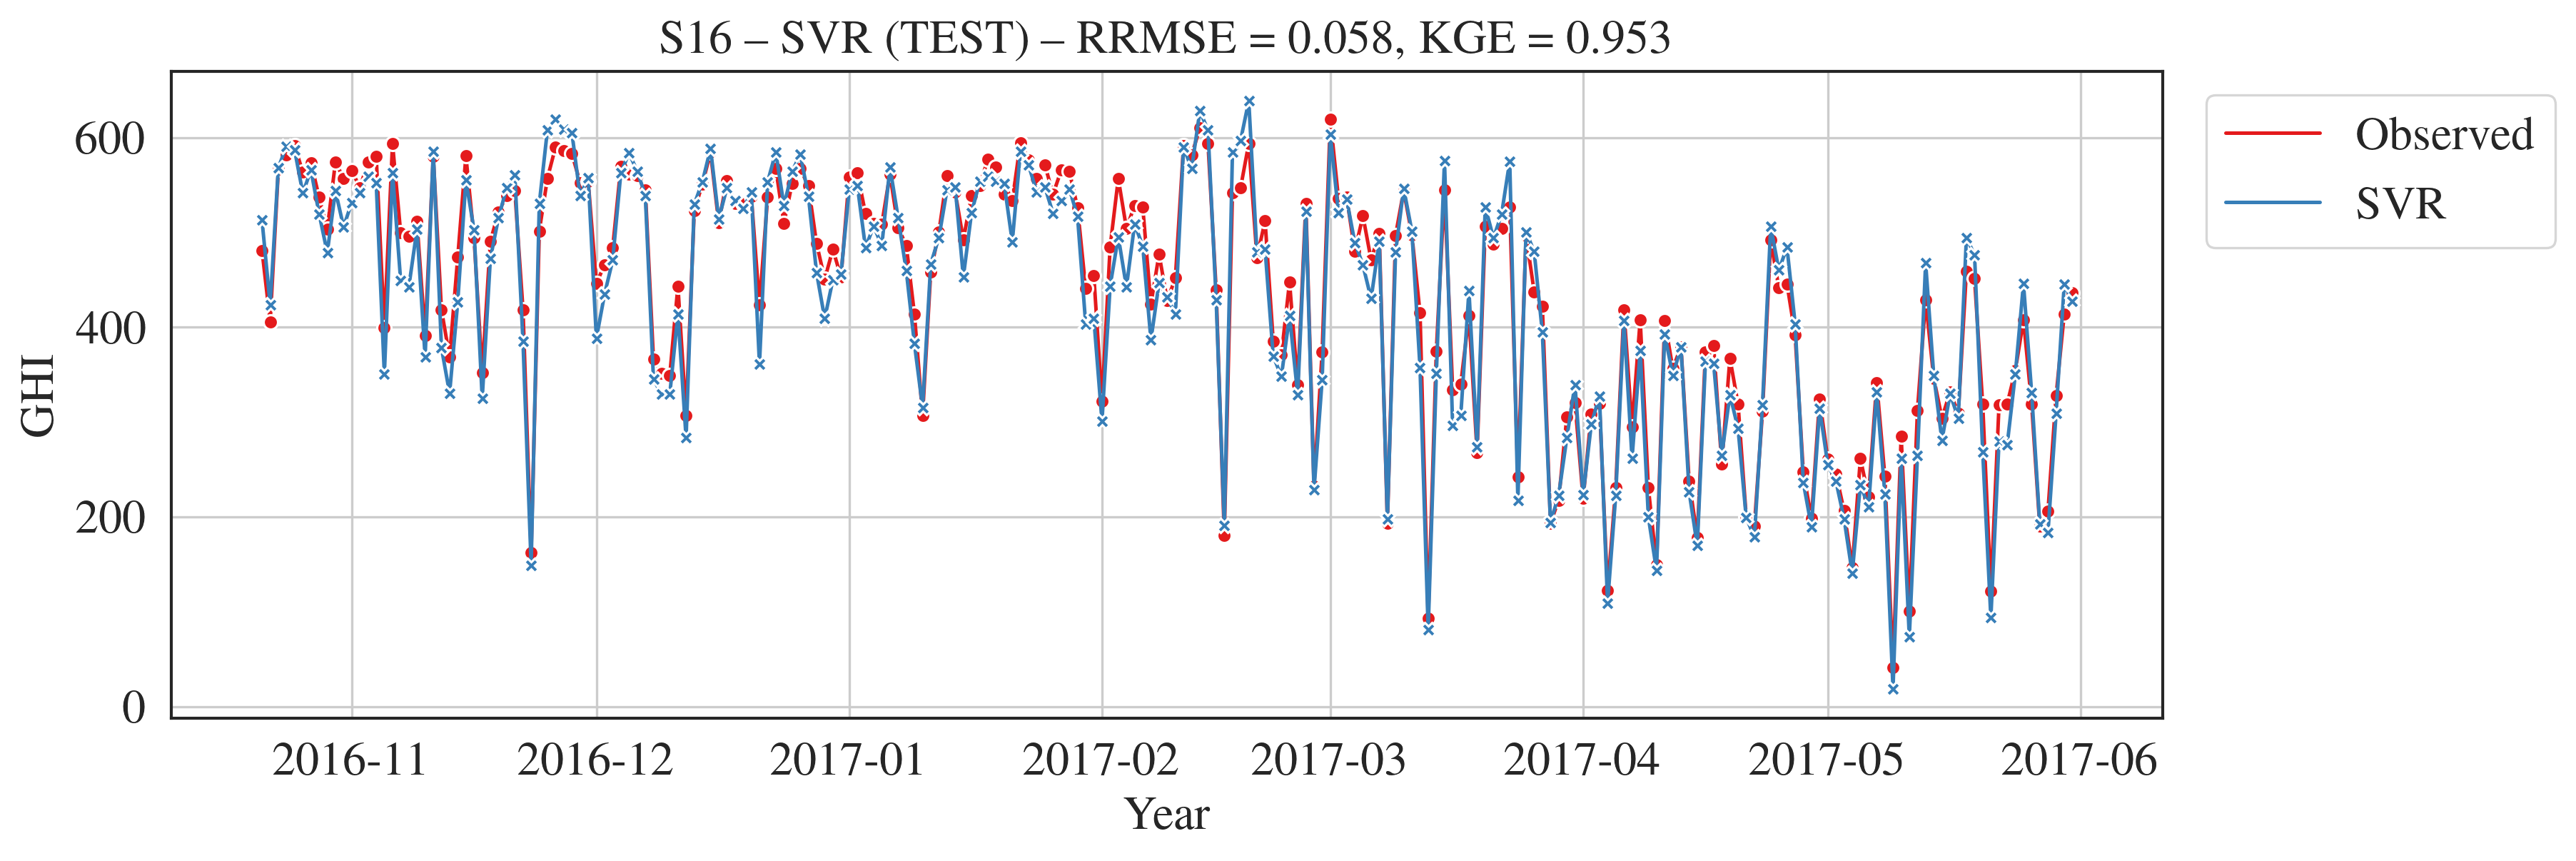 S16 – SVR (TEST) – RRMSE = 0.058, KGE = 0.953
Observed
SVR
600
400
200
0
GHI
2016-11 2016-12 2017-01 2017-02 2017-03 2017-04 2017-05 2017-06
Year